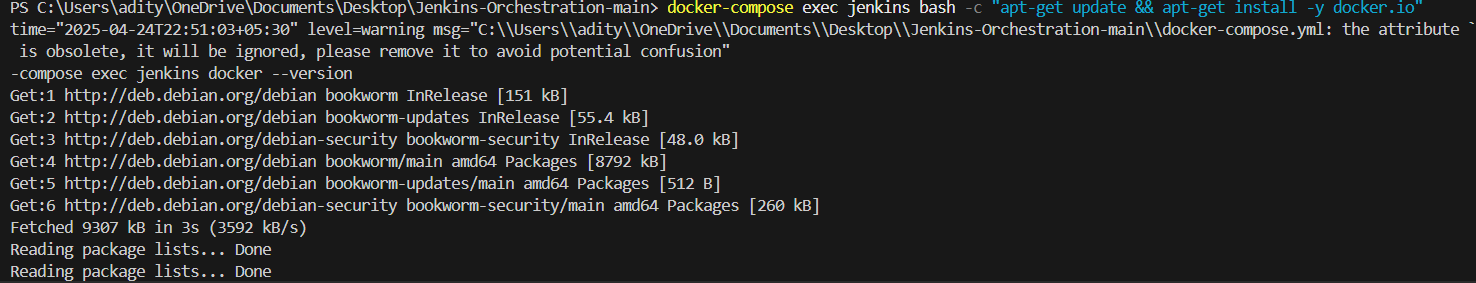 PS C:\Users\adity\OneDrive\Documents\Desktop\Jenkins-Orchestration-main> docker-compose exec jenkins bash -c "apt-get update && apt-get install -y docker.io"
time="2025-04-24T22:51:03+05:30" level=warning msg="C:\\Users\\adity\\OneDrive\\Documents\\Desktop\\Jenkins-Orchestration-main\\docker-compose.yml: the attribute `
is obsolete, it will be ignored, please remove it to avoid potential confusion"
-compose exec jenkins docker --version
Get:1 http://deb.debian.org/debian bookworm InRelease [151 kB]
Get:2 http://deb.debian.org/debian bookworm-updates InRelease [55.4 kB]
Get:3 http://deb.debian.org/debian-security bookworm-security InRelease [48.0 kB]
Get:4 http://deb.debian.org/debian bookworm/main amd64 Packages [8792 kB]
Get:5 http://deb.debian.org/debian bookworm-updates/main amd64 Packages [512 B]
Get:6 http://deb.debian.org/debian-security bookworm-security/main amd64 Packages [260 kB]
Fetched 9307 kB in 3s (3592 kB/s)
Reading package lists... Done
Reading package lists... Done